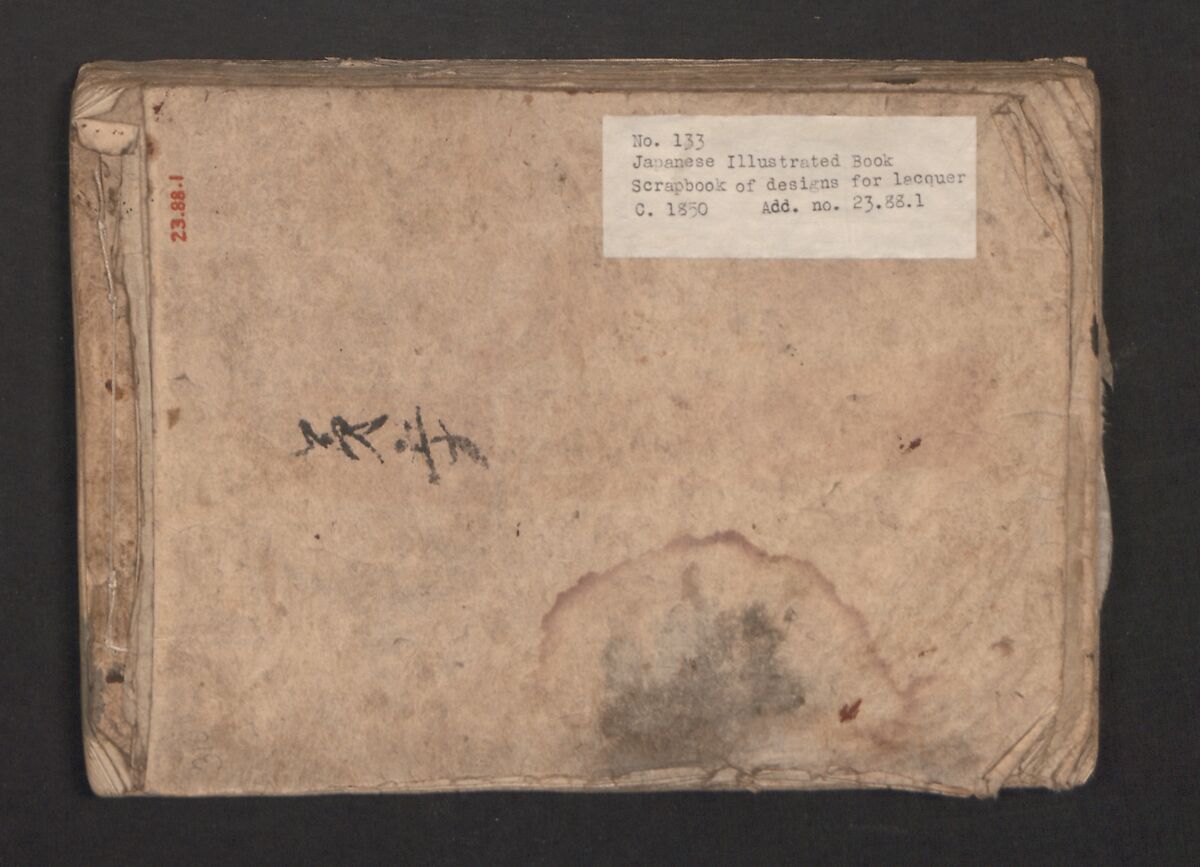 No. 133
Japanese Illustrated Book
Scrapbook of designs for lacquer
C. 1850 Add. no. 23.88.1
23.88.1